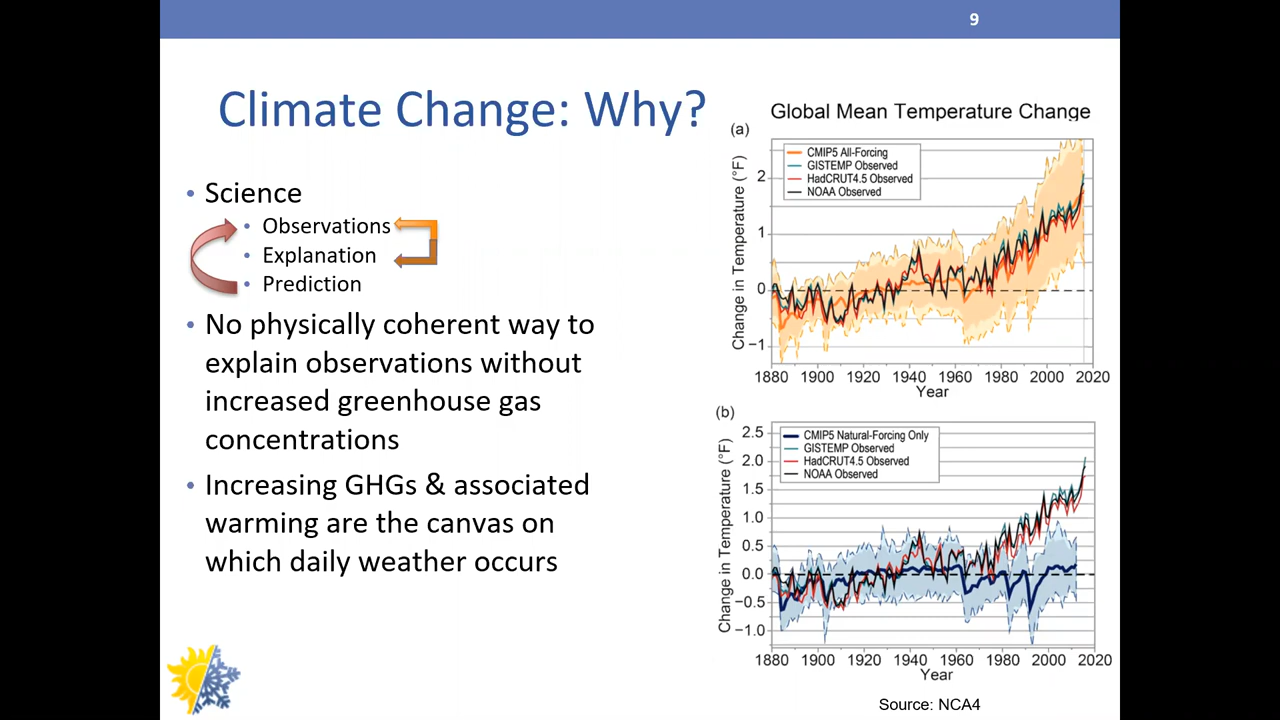 9
Climate Change: Why?
• Science
• Observations
• Explanation
• Prediction
• No physically coherent way to
explain observations without
increased greenhouse gas
concentrations
• Increasing GHGs & associated
warming are the canvas on
which daily weather occurs
Global Mean Temperature Change
(a)
CMIP5 All-Forcing
GISTEMP Observed
HadCRUT4.5 Observed
NOAA Observed
Change in Temperature (°F)
2
1
0
−1
1880 1900 1920 1940 1960 1980 2000 2020
Year
(b)
CMIP5 Natural-Forcing Only
GISTEMP Observed
HadCRUT4.5 Observed
NOAA Observed
Change in Temperature (°F)
2.5
2.0
1.5
1.0
0.5
0.0
−0.5
−1.0
1880 1900 1920 1940 1960 1980 2000 2020
Year
Source: NCA4